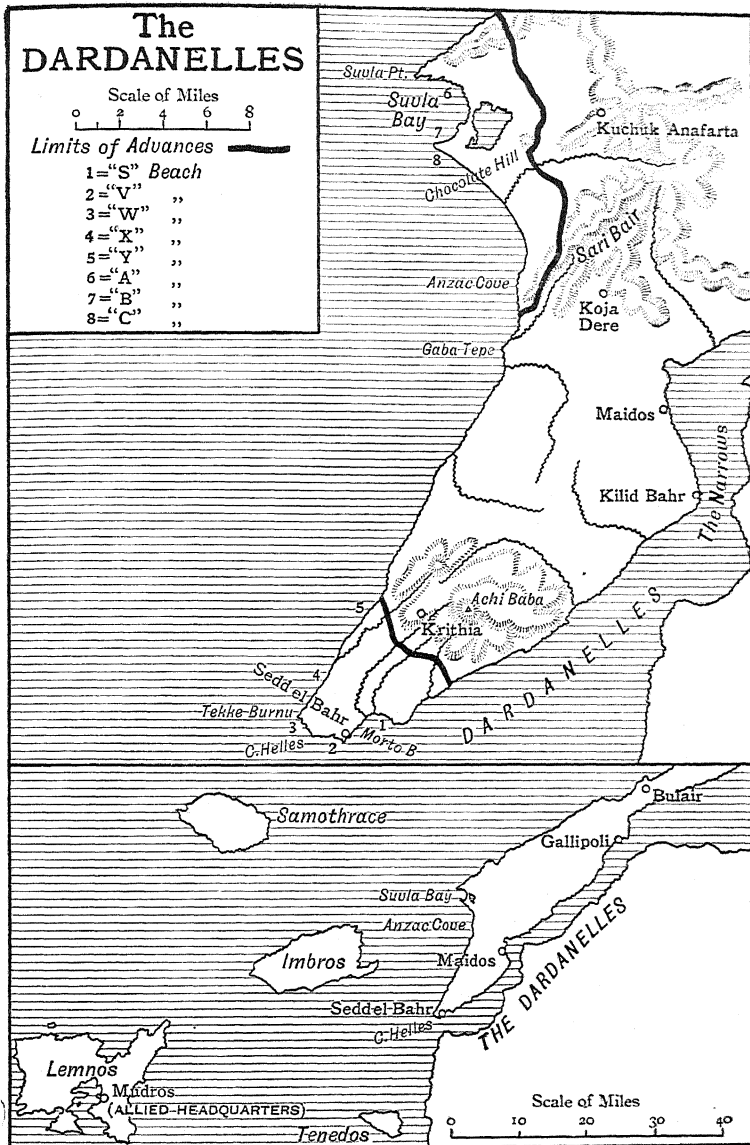 The
DARDANELLES
Scale of Miles
0 2 4 6 8
Limits of Advances
1="S" Beach
2="V" „
3="W" „
4="X" „
5="Y" „
6="A" „
7="B" „
8="C" „
Suvla Pt.
6
Suvla
Bay
7
8
Kuchuk Anafarta
Chocolate Hill
Sari Bair
Anzac Cove
Koja
Dere
Gaba Tepe
Maidos
The Narrows
Kilid Bahr
5
Achi Baba
Krithia
DARDANELLES
4
Sedd el Bahr
Tekke Burnu
3
1
Morto B
C. Helles
2
Samothrace
Bulair
Gallipoli
Suvla Bay
Anzac Cove
Imbros
Maidos
THE DARDANELLES
Sedd-el-Bahr
C. Helles
Lemnos
Mudros
(ALLIED-HEADQUARTERS)
Tenedos
Scale of Miles
0 10 20 30 40